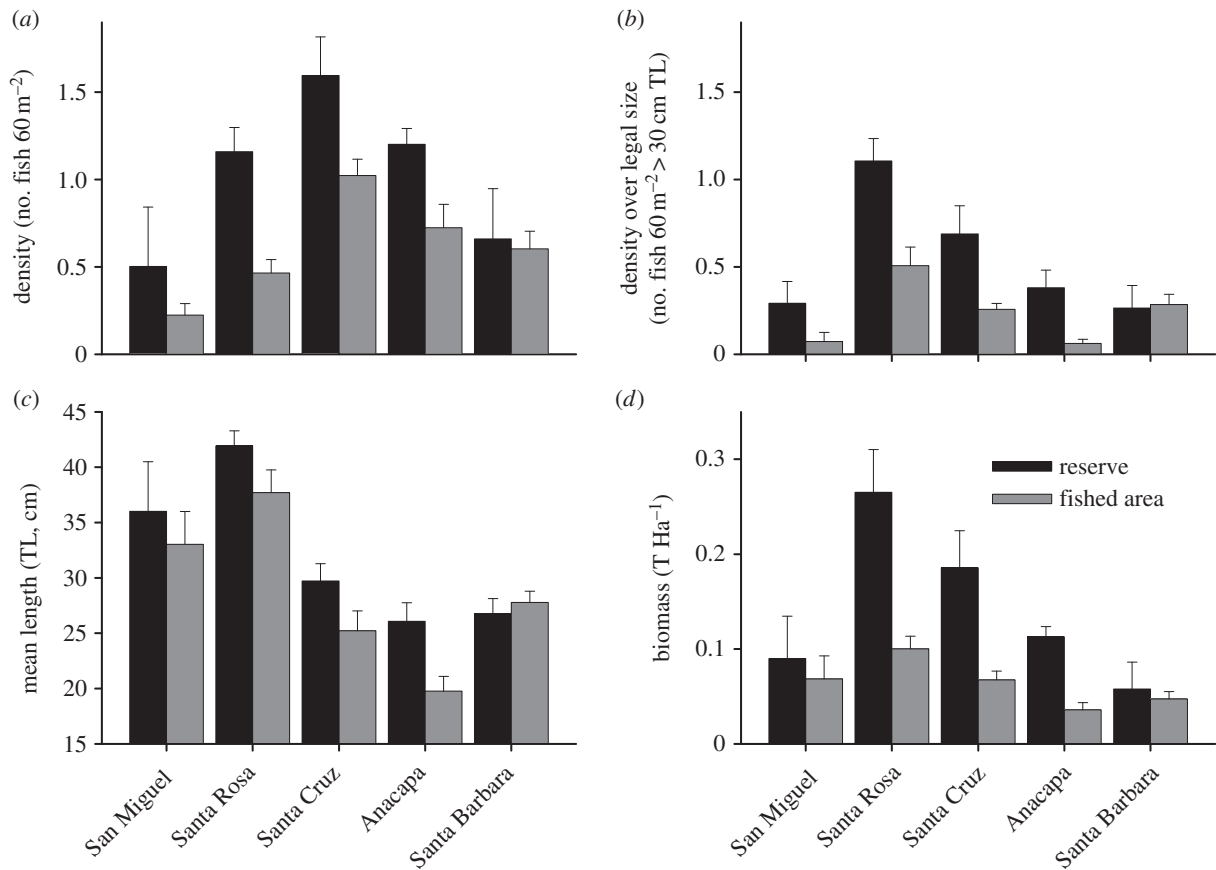 (a)
density (no. fish 60 m⁻²)
1.5
1.0
0.5
0
(b)
density over legal size
(no. fish 60 m⁻² > 30 cm TL)
1.5
1.0
0.5
0
(c)
mean length (TL, cm)
45
40
35
30
25
20
15
San Miguel
Santa Rosa
Santa Cruz
Anacapa
Santa Barbara
(d)
biomass (T Ha⁻¹)
0.3
0.2
0.1
0
reserve
fished area
San Miguel
Santa Rosa
Santa Cruz
Anacapa
Santa Barbara